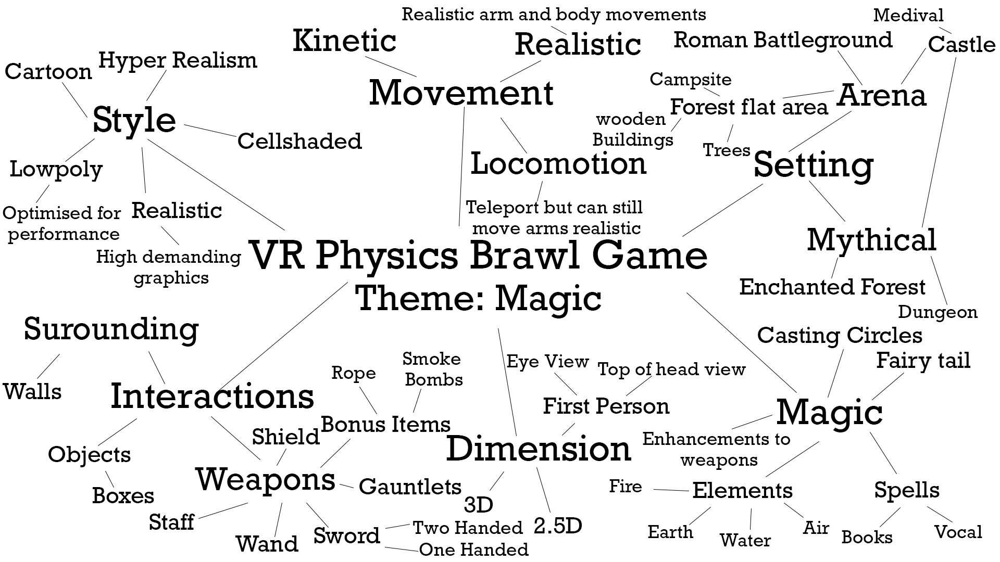 Realistic arm and body movements
Medival
Kinetic
Realistic
Roman Battleground
Castle
Hyper Realism
Cartoon
Movement
Campsite
Arena
Forest flat area
Style
wooden
Buildings
Cellshaded
Trees
Locomotion
Setting
Lowpoly
Teleport but can still
move arms realistic
Optimised for
performance
Realistic
Mythical
High demanding
graphics
VR Physics Brawl Game
Theme: Magic
Enchanted Forest
Dungeon
Surounding
Casting Circles
Fairy tail
Eye View
Top of head view
Smoke
Bombs
Rope
Walls
Interactions
First Person
Magic
Bonus Items
Shield
Enhancements to
weapons
Dimension
Objects
Weapons
Gauntlets
Fire
Elements
Spells
Boxes
3D
Staff
Two Handed
2.5D
Sword
Wand
One Handed
Earth
Water
Air
Books
Vocal